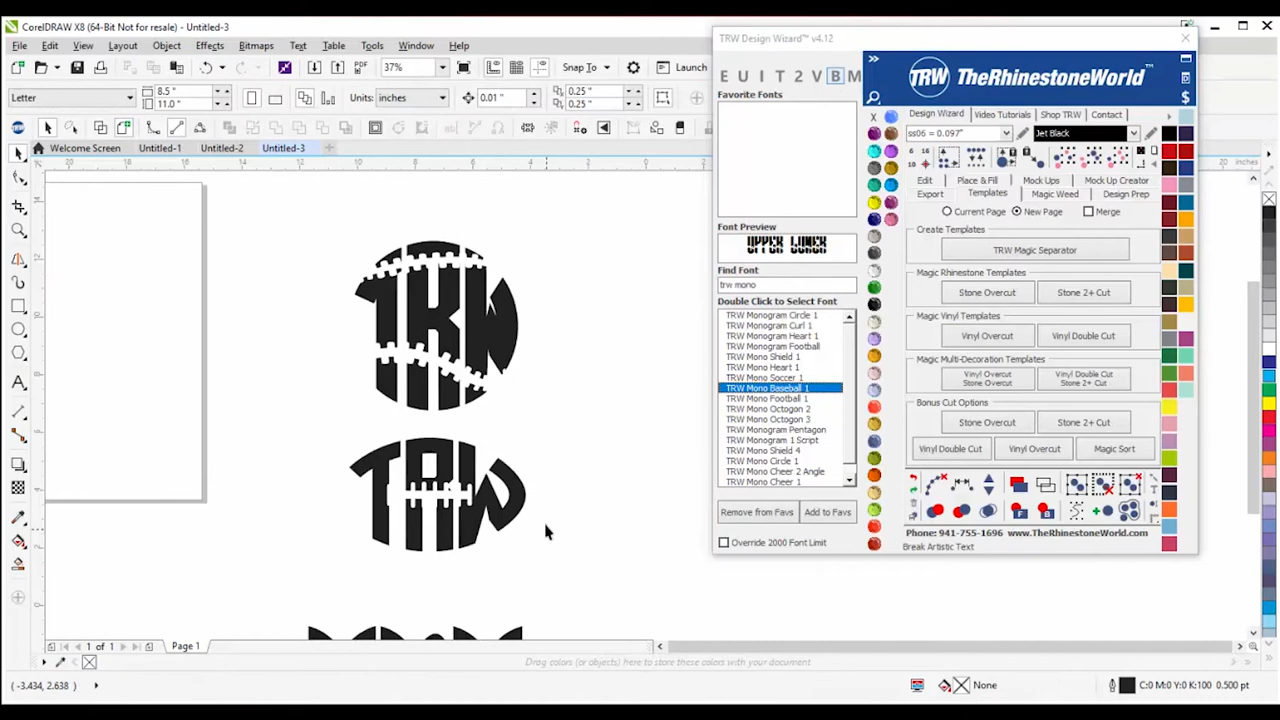 CorelDRAW X8 (64-Bit Not for resale) - Untitled-3
File Edit View Layout Object Effects Bitmaps Text Table Tools Window Help
PDF 37% Snap To Launch
Letter 8.5 " 11.0 " Units: inches 0.01 " 0.25 " 0.25 "
Welcome Screen Untitled-1 Untitled-2 Untitled-3
inches
TRW
TRW
1 of 1 Page 1
Drag colors (or objects) here to store these colors with your document
( -3.434, 2.638 ) None C:0 M:0 Y:0 K:100 0.500 pt
TRW Design Wizard™ v4.12
E U I T 2 V B M
Favorite Fonts
Font Preview
UPPER LOWER
Find Font
trw mono
Double Click to Select Font
TRW Monogram Circle 1
TRW Monogram Curl 1
TRW Monogram Heart 1
TRW Monogram Football
TRW Mono Shield 1
TRW Mono Heart 1
TRW Mono Soccer 1
TRW Mono Baseball 1
TRW Mono Football 1
TRW Mono Octogon 2
TRW Mono Octogon 3
TRW Monogram Pentagon
TRW Monogram 1 Script
TRW Mono Shield 4
TRW Mono Circle 1
TRW Mono Cheer 2 Angle
TRW Mono Cheer 1
Remove from Favs Add to Favs
Override 2000 Font Limit
TRW TheRhinestoneWorld™
$
Design Wizard Video Tutorials Shop TRW Contact
ss06 = 0.097" Jet Black
6 16
10
Edit Place & Fill Mock Ups Mock Up Creator
Export Templates Magic Weed Design Prep
Current Page New Page Merge
Create Templates
TRW Magic Separator
Magic Rhinestone Templates
Stone Overcut Stone 2+ Cut
Magic Vinyl Templates
Vinyl Overcut Vinyl Double Cut
Magic Multi-Decoration Templates
Vinyl Overcut
Stone Overcut
Vinyl Double Cut
Stone 2+ Cut
Bonus Cut Options
Stone Overcut Stone 2+ Cut
Vinyl Double Cut Vinyl Overcut Magic Sort
Phone: 941-755-1696 www.TheRhinestoneWorld.com
Break Artistic Text